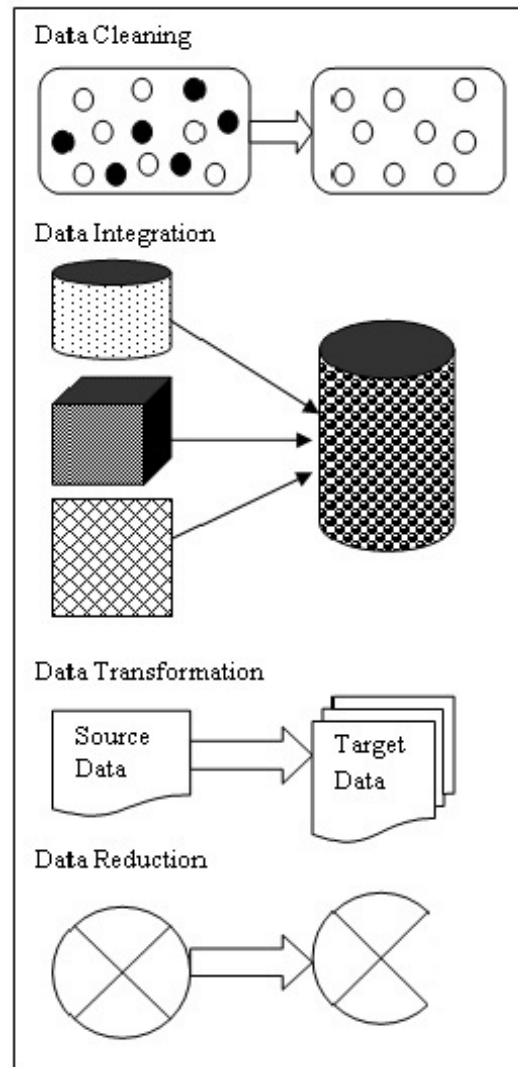 Data Cleaning
Data Integration
Data Transformation
Source
Data
Target
Data
Data Reduction